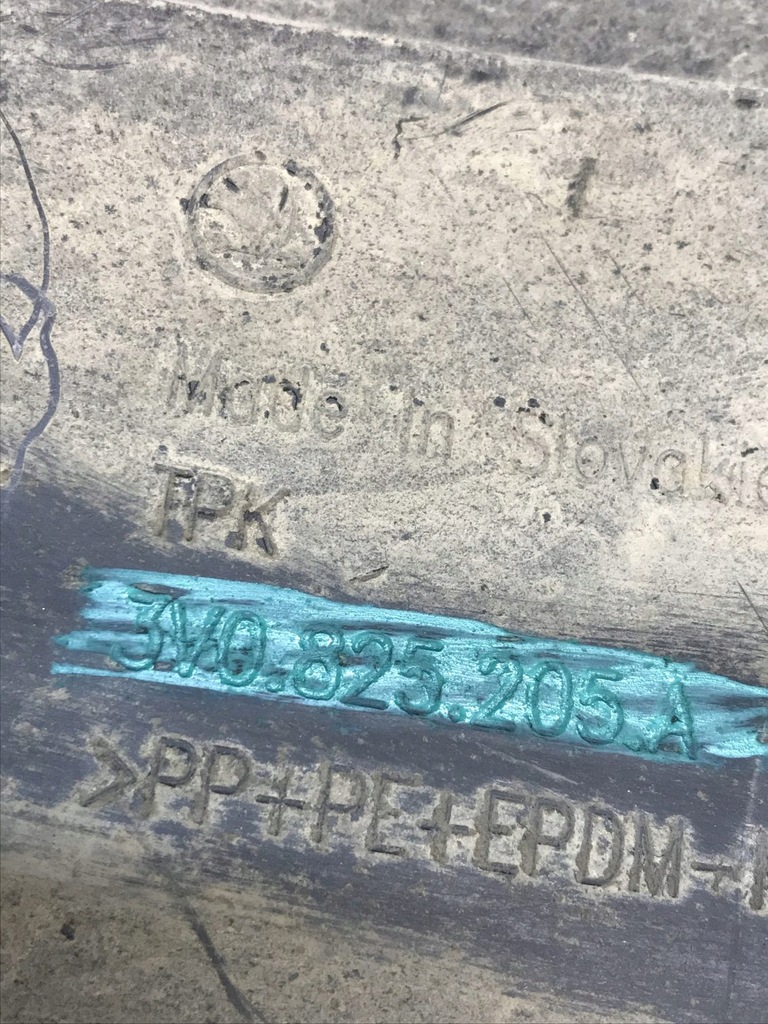 Made in Slovakia
TPK
3V0.825.205.A
>PP+PE+EPDM-